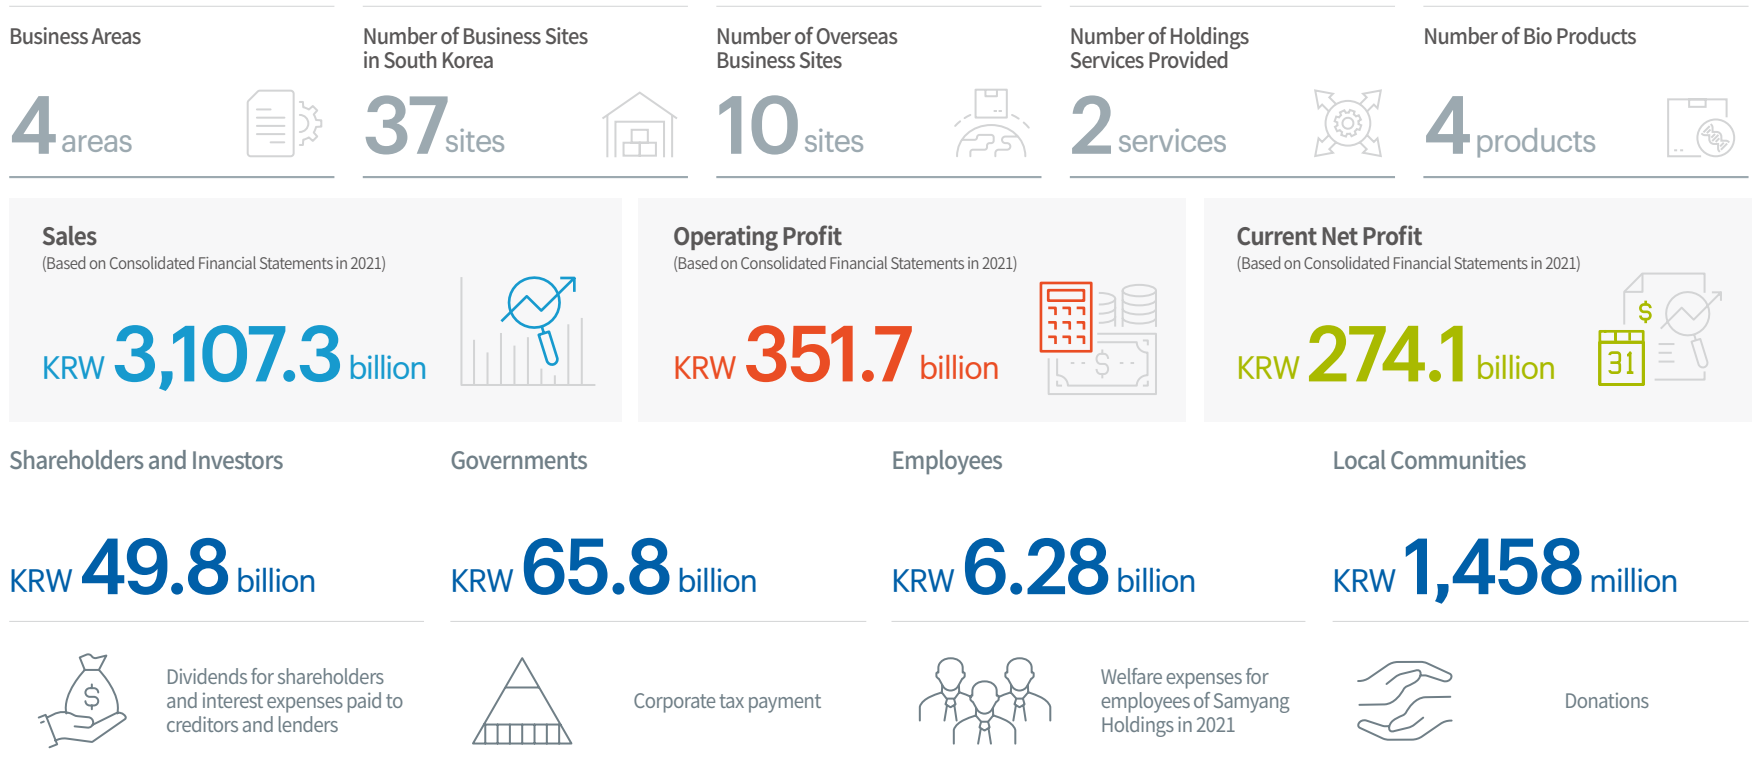 Business Areas
4 areas
Number of Business Sites
in South Korea
37 sites
Number of Overseas
Business Sites
10 sites
Number of Holdings
Services Provided
2 services
Number of Bio Products
4 products
Sales
(Based on Consolidated Financial Statements in 2021)
KRW 3,107.3 billion
Operating Profit
(Based on Consolidated Financial Statements in 2021)
KRW 351.7 billion
$
Current Net Profit
(Based on Consolidated Financial Statements in 2021)
KRW 274.1 billion
$
31
Shareholders and Investors
KRW 49.8 billion
$
Dividends for shareholders
and interest expenses paid to
creditors and lenders
Governments
KRW 65.8 billion
Corporate tax payment
Employees
KRW 6.28 billion
Welfare expenses for
employees of Samyang
Holdings in 2021
Local Communities
KRW 1,458 million
Donations